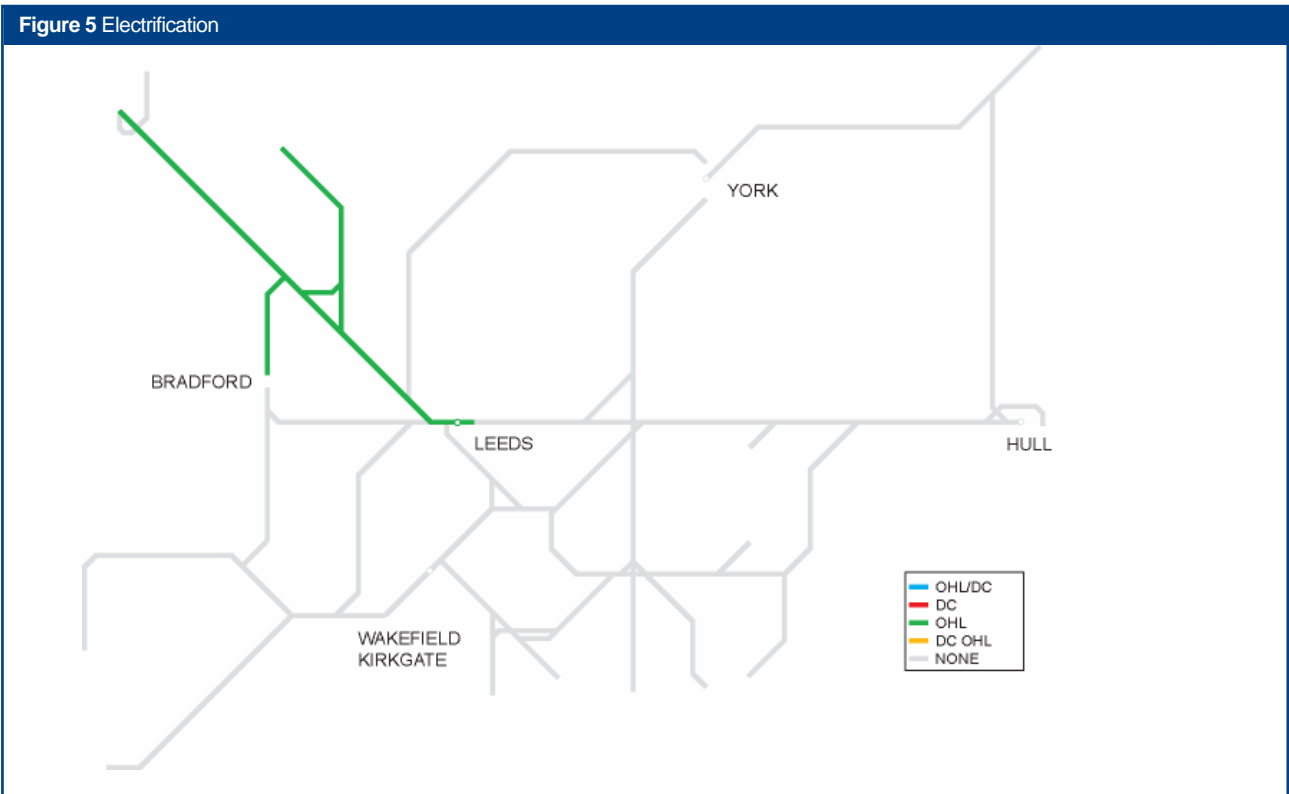 Figure 5 Electrification
YORK
BRADFORD
LEEDS
HULL
WAKEFIELD
KIRKGATE
OHL/DC
DC
OHL
DC OHL
NONE